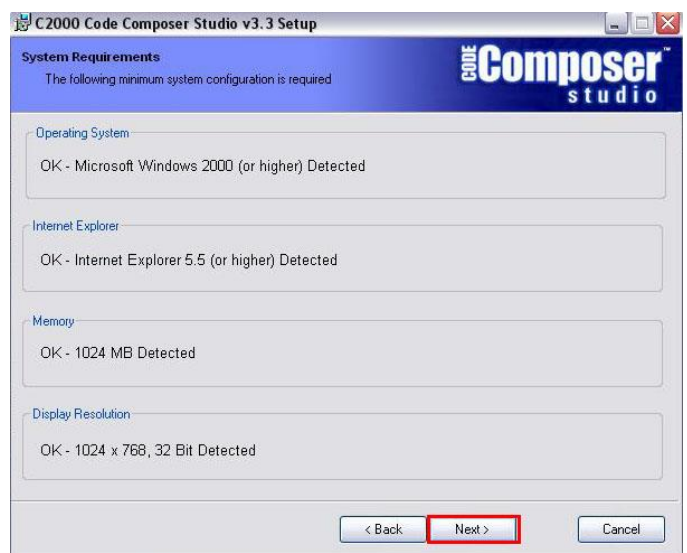 C2000 Code Composer Studio v3.3 Setup
System Requirements
The following minimum system configuration is required
CODE
Composer™
studio
Operating System
OK - Microsoft Windows 2000 (or higher) Detected
Internet Explorer
OK - Internet Explorer 5.5 (or higher) Detected
Memory
OK - 1024 MB Detected
Display Resolution
OK - 1024 x 768, 32 Bit Detected
< Back Next > Cancel